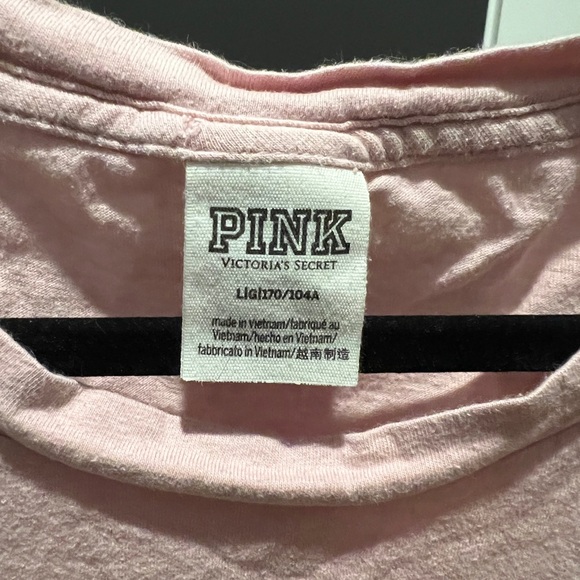 PINK
VICTORIA'S SECRET
L|G|170/104A
made in Vietnam/fabriqué au
Vietnam/hecho en Vietnam/
fabbricato in Vietnam/越南制造